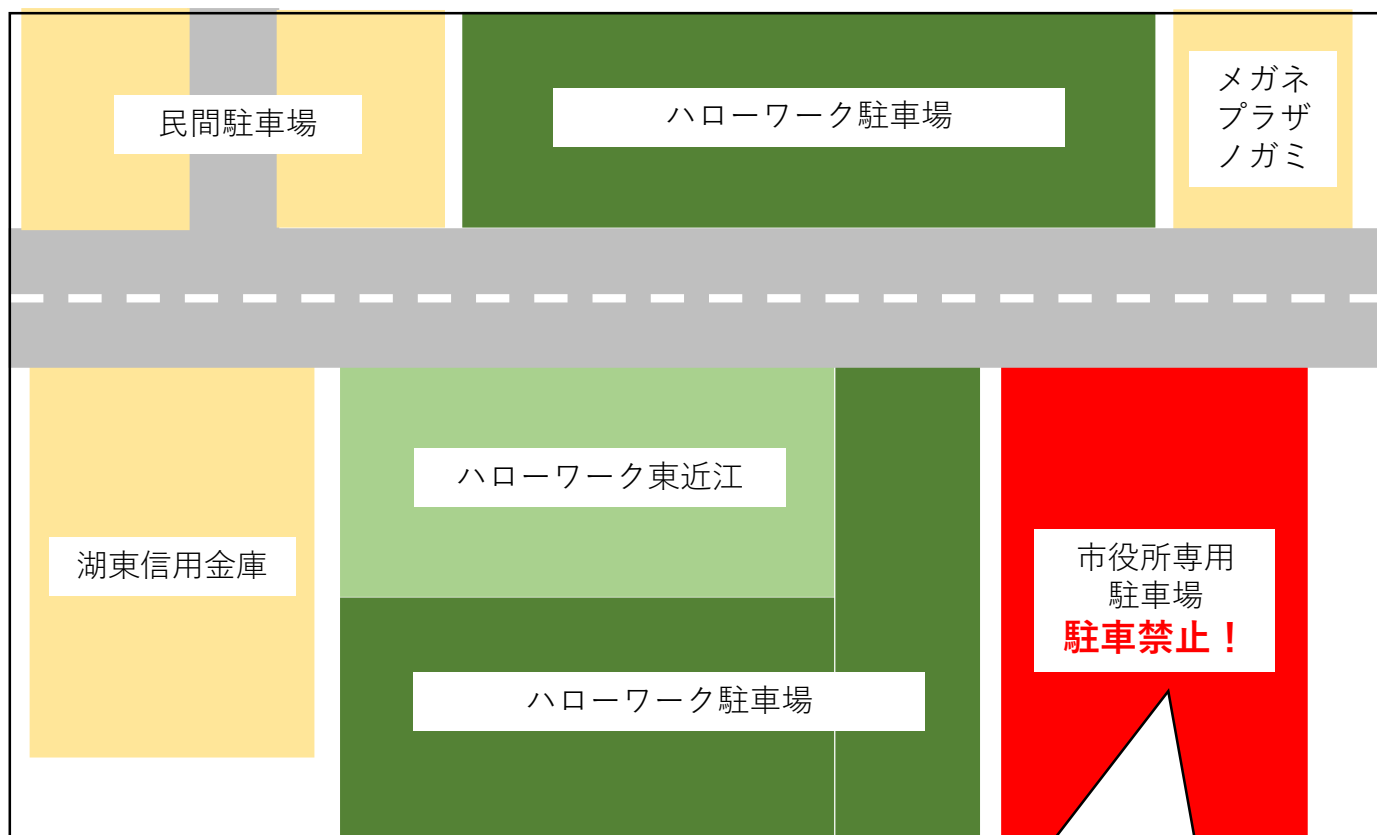 民間駐車場
ハローワーク駐車場
メガネ
プラザ
ノガミ
ハローワーク東近江
湖東信用金庫
市役所専用
駐車場
駐車禁止！
ハローワーク駐車場